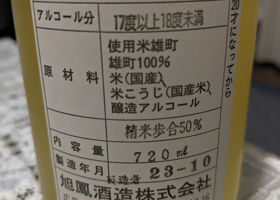 アルコール分 17度以上18度未満
使用米雄町
雄町100%
原材料 米(国産)
米こうじ(国産米)
醸造アルコール
精米歩合50%
内容量 720mℓ
製造年月 23-10
製造者
旭鳳酒造株式会社
20才になってから